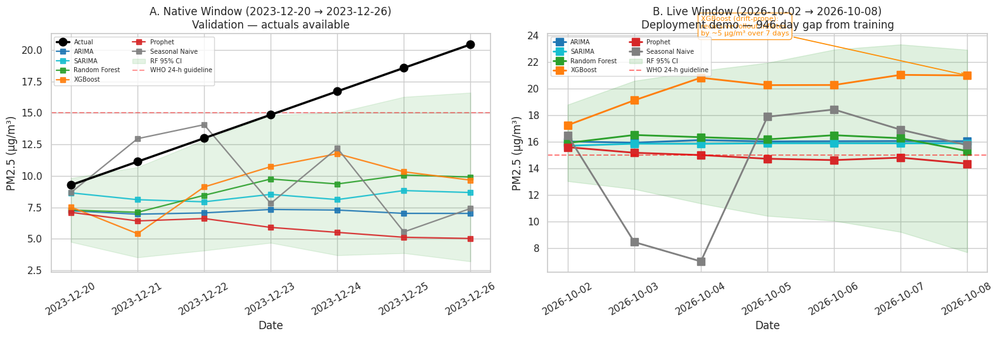 A. Native Window (2023-12-20 → 2023-12-26)
Validation — actuals available
PM2.5 (µg/m³)
20.0
17.5
15.0
12.5
10.0
7.5
5.0
2.5
Actual
ARIMA
SARIMA
Random Forest
XGBoost
Prophet
Seasonal Naive
RF 95% CI
WHO 24-h guideline
2023-12-20
2023-12-21
2023-12-22
2023-12-23
2023-12-24
2023-12-25
2023-12-26
Date
B. Live Window (2026-10-02 → 2026-10-08)
Deployment demo — 946-day gap from training
XGBoost (drift-prone):
by ~5 µg/m³ over 7 days
PM2.5 (µg/m³)
24
22
20
18
16
14
12
10
8
ARIMA
SARIMA
Random Forest
XGBoost
Prophet
Seasonal Naive
RF 95% CI
WHO 24-h guideline
2026-10-02
2026-10-03
2026-10-04
2026-10-05
2026-10-06
2026-10-07
2026-10-08
Date